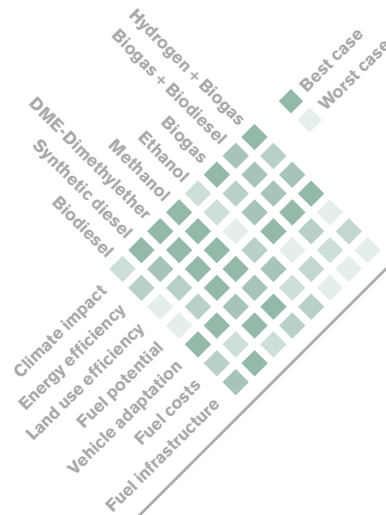 Hydrogen + Biogas
Biogas + Biodiesel
Biogas
Ethanol
Methanol
DME-Dimethylether
Synthetic diesel
Biodiesel
Best case
Worst case
Climate impact
Energy efficiency
Land use efficiency
Fuel potential
Vehicle adaptation
Fuel costs
Fuel infrastructure